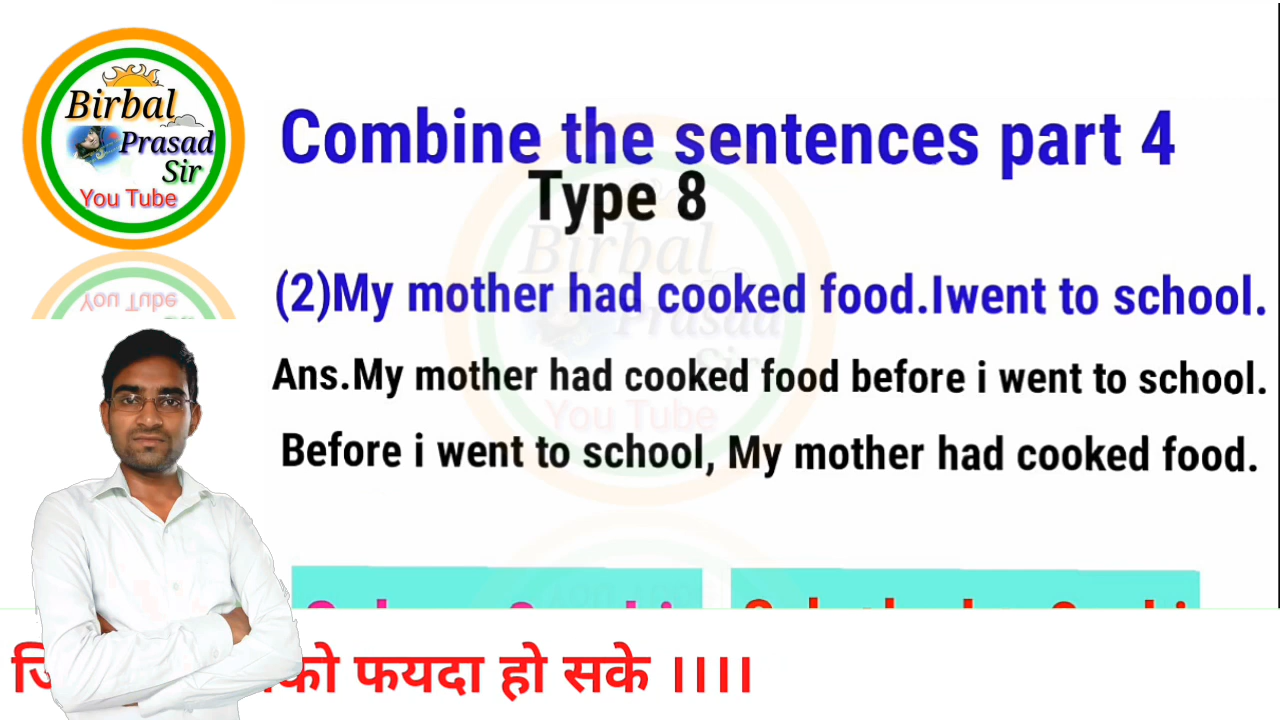 Birbal
Prasad
Sir
You Tube
Combine the sentences part 4
Type 8
(2)My mother had cooked food.Iwent to school.
Ans.My mother had cooked food before i went to school.
Before i went to school, My mother had cooked food.
को फयदा हो सके ।।।।